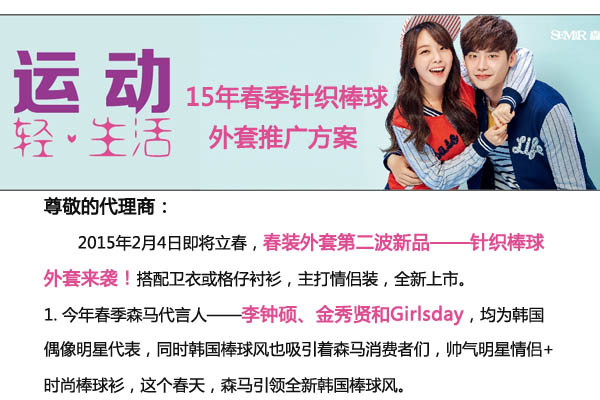 SEMIR 森
运动
轻·生活
15年春季针织棒球
外套推广方案
Life
尊敬的代理商：
2015年2月4日即将立春，春装外套第二波新品——针织棒球
外套来袭！搭配卫衣或格仔衬衫，主打情侣装，全新上市。
1. 今年春季森马代言人——李钟硕、金秀贤和Girlsday，均为韩国
偶像明星代表，同时韩国棒球风也吸引着森马消费者们，帅气明星情侣+
时尚棒球衫，这个春天，森马引领全新韩国棒球风。